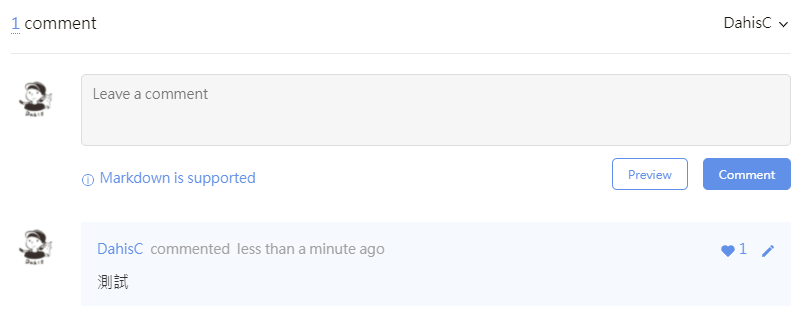 1 comment
DahisC
Leave a comment
Markdown is supported
Preview
Comment
DahisC commented less than a minute ago
1
測試